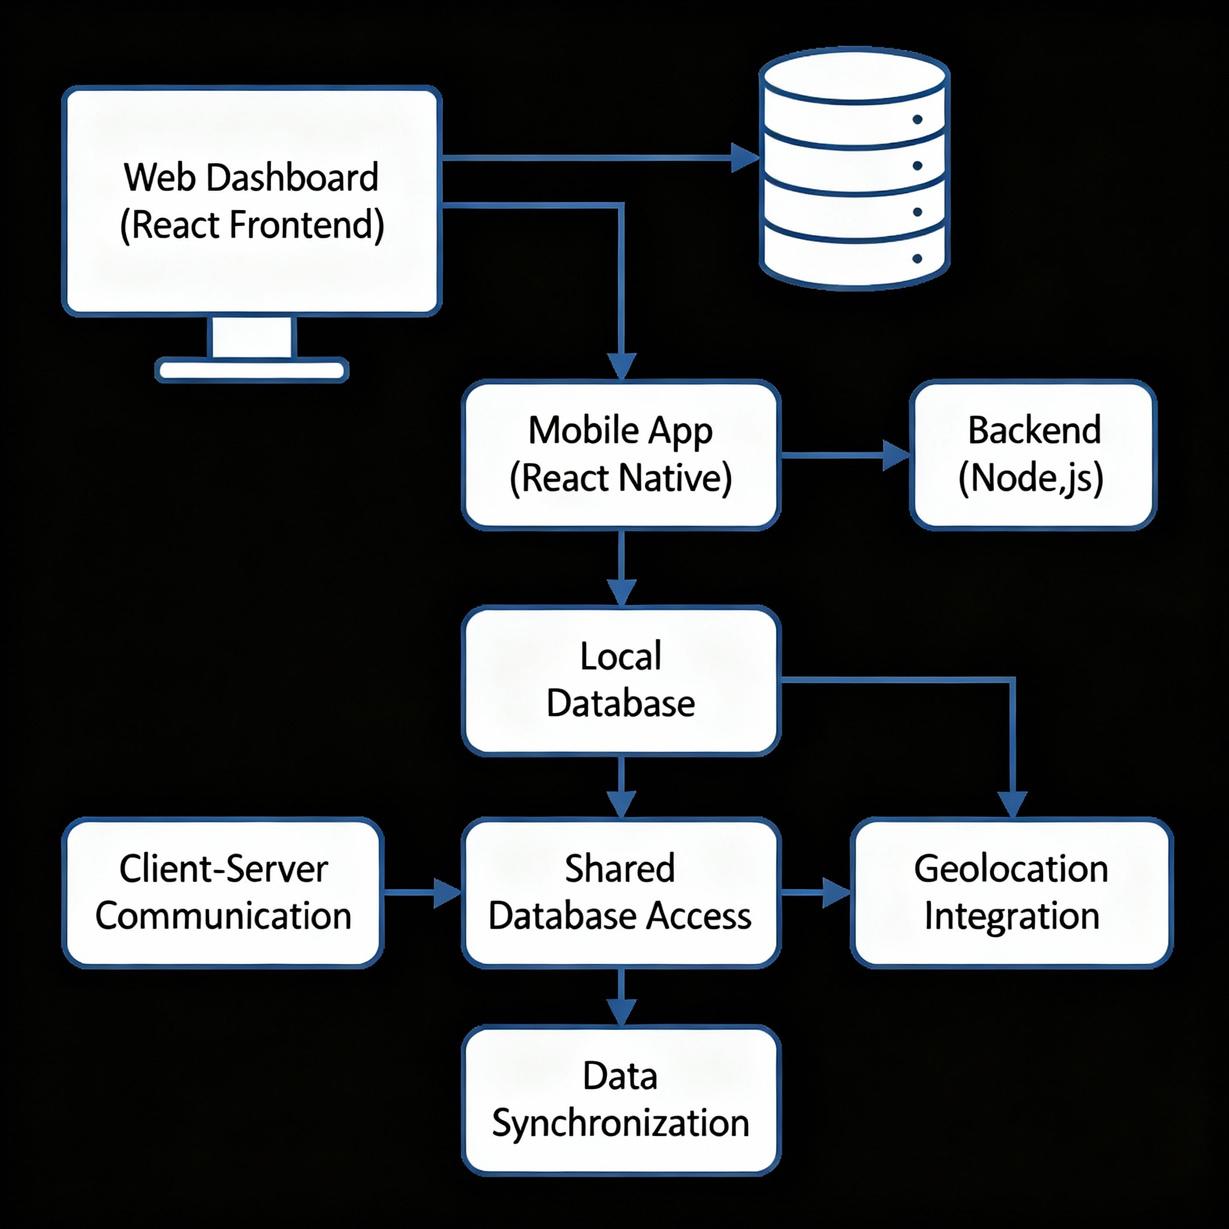 Web Dashboard
(React Frontend)
Mobile App
(React Native)
Backend
(Node,js)
Local
Database
Client-Server
Communication
Shared
Database Access
Geolocation
Integration
Data
Synchronization